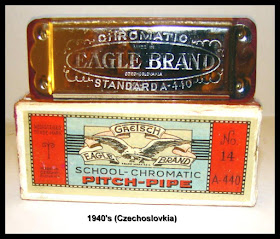 CHROMATIC
MADE IN
EAGLE BRAND
CZECHOSLOVAKIA
STANDARD A-440
GRETSCH
EAGLE BRAND
SCHOOL-CHROMATIC
PITCH-PIPE
No.
14
A-440
1940's (Czechoslovkia)